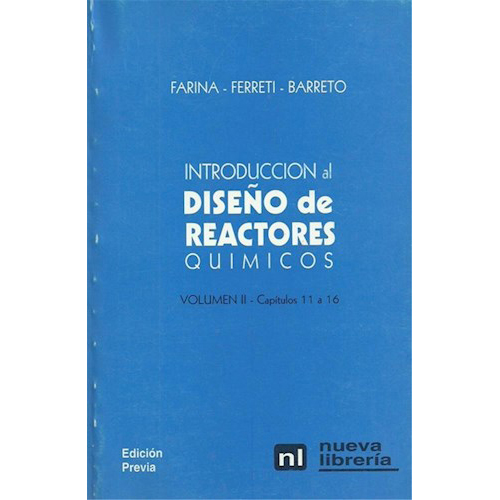 FARINA - FERRETI - BARRETO
INTRODUCCION al
DISEÑO de
REACTORES
QUIMICOS
VOLUMEN II - Capítulos 11 a 16
Edición
Previa
nl
nueva
librería